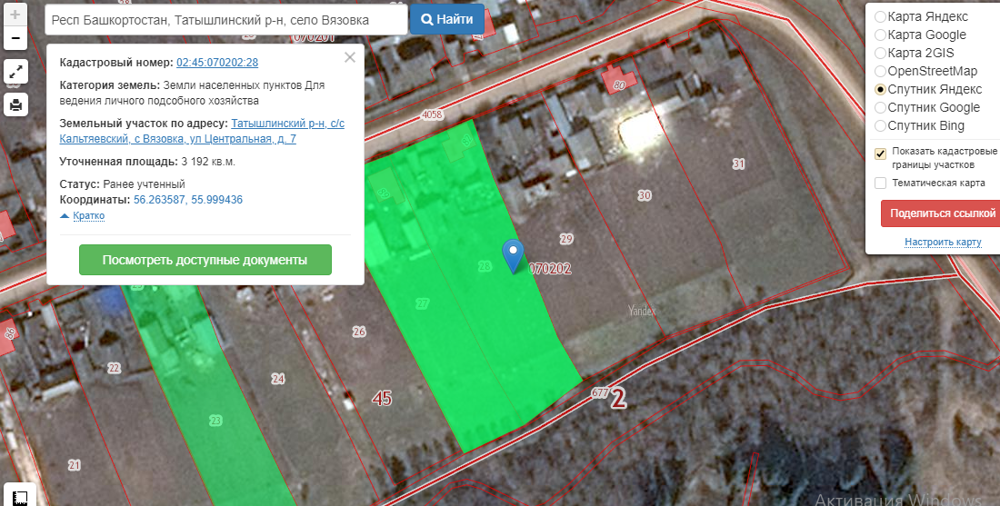 Респ Башкортостан, Татышлинский р-н, село Вязовка
Найти
Кадастровый номер: 02:45:070202:28
Категория земель: Земли населенных пунктов Для
ведения личного подсобного хозяйства
Земельный участок по адресу: Татышлинский р-н, с/с
Кальтяевский, с Вязовка, ул Центральная, д. 7
Уточненная площадь: 3 192 кв.м.
Статус: Ранее учтенный
Координаты: 56.263587, 55.999436
Кратко
Посмотреть доступные документы
Карта Яндекс
Карта Google
Карта 2GIS
OpenStreetMap
Спутник Яндекс
Спутник Google
Спутник Bing
Показать кадастровые
границы участков
Тематическая карта
Поделиться ссылкой
Настроить карту
070201
4058
80
31
30
29
28
070202
27
26
Yandex
22
24
45
677
2
23
21
Активация Windows